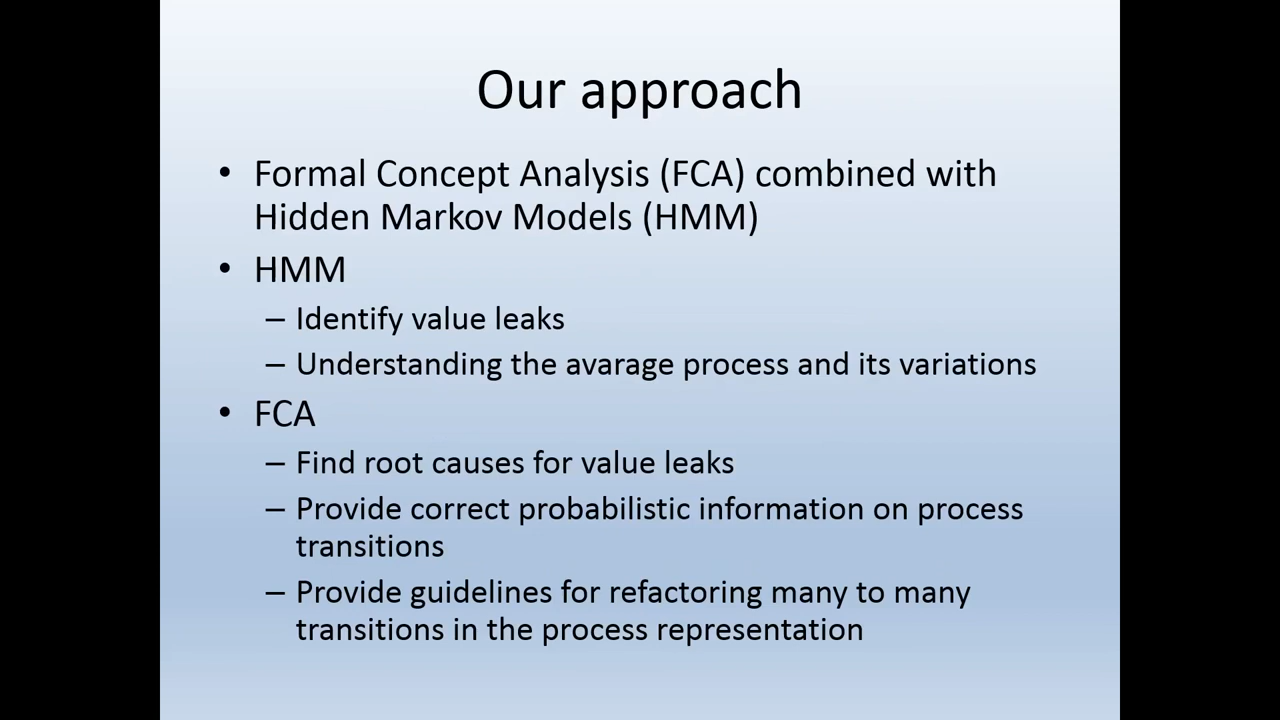 Our approach
• Formal Concept Analysis (FCA) combined with
Hidden Markov Models (HMM)
• HMM
– Identify value leaks
– Understanding the avarage process and its variations
• FCA
– Find root causes for value leaks
– Provide correct probabilistic information on process
transitions
– Provide guidelines for refactoring many to many
transitions in the process representation